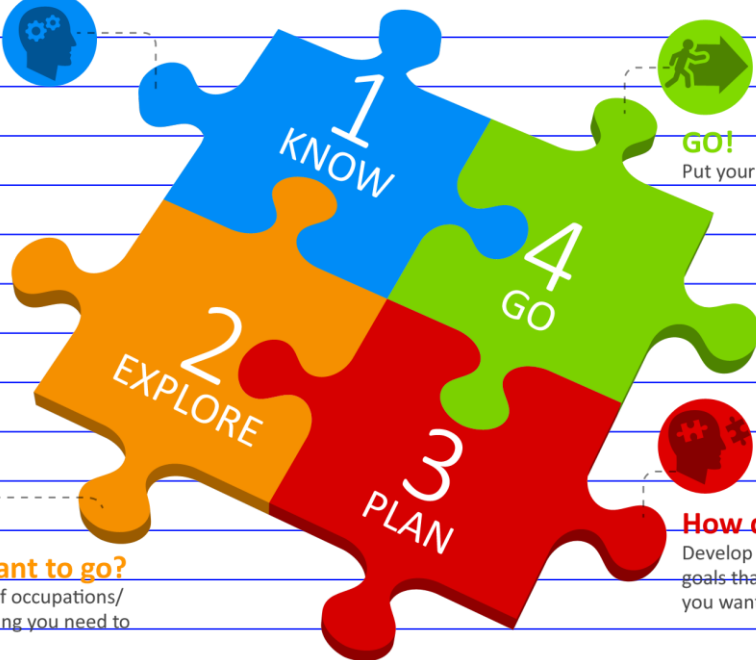 1
KNOW
GO!
Put your
4
GO
2
EXPLORE
3
PLAN
ant to go?
f occupations/
ng you need to
How
Develop
goals tha
you want